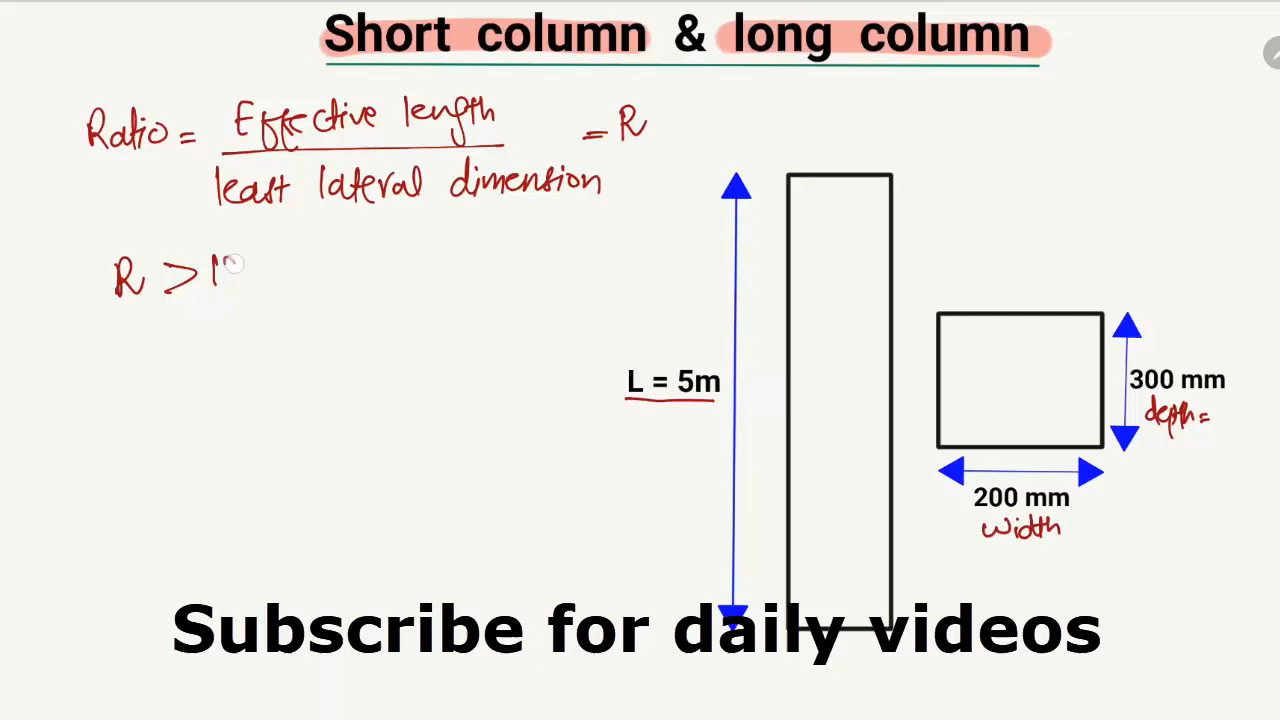 Short column & long column
Ratio = Effective length / least lateral dimension = R
R > 1
L = 5m
300 mm
depth =
200 mm
width
Subscribe for daily videos